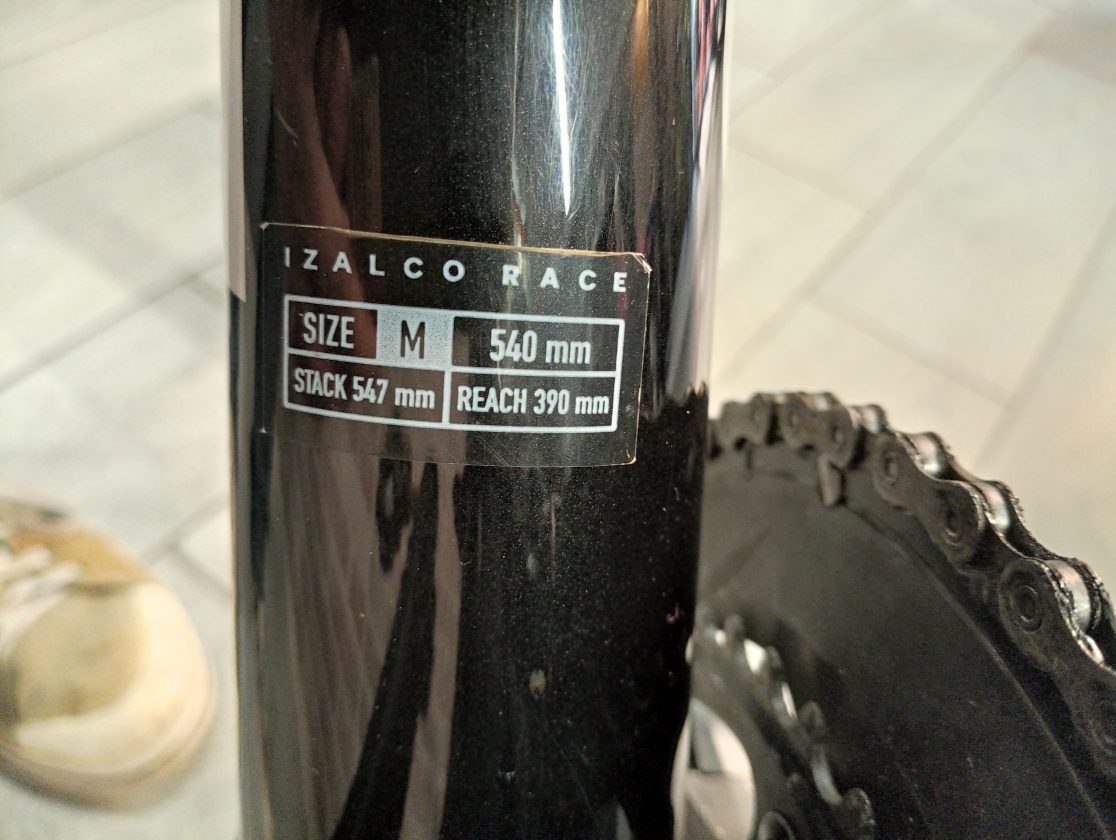 IZALCO RACE
SIZE M 540 mm
STACK 547 mm REACH 390 mm